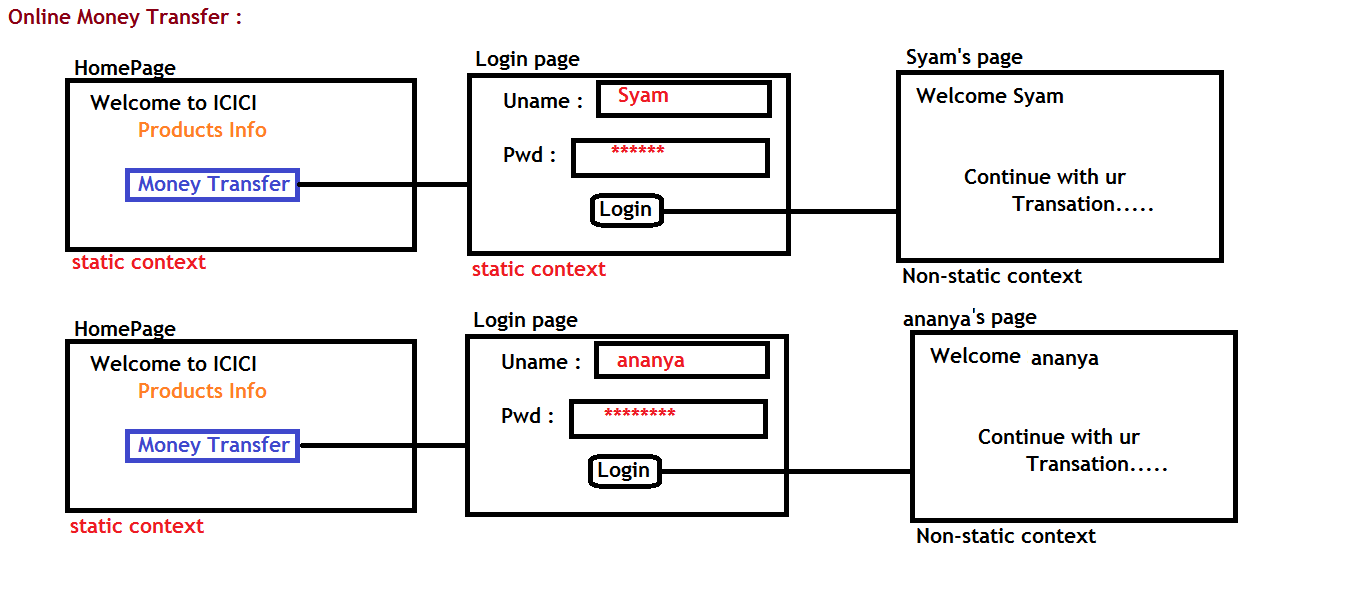 Online Money Transfer :
HomePage
Welcome to ICICI
Products Info
Money Transfer
static context
Login page
Uname : Syam
Pwd : ******
Login
static context
Syam's page
Welcome Syam
Continue with ur
Transation.....
Non-static context
HomePage
Welcome to ICICI
Products Info
Money Transfer
static context
Login page
Uname : ananya
Pwd : ********
Login
ananya's page
Welcome ananya
Continue with ur
Transation.....
Non-static context